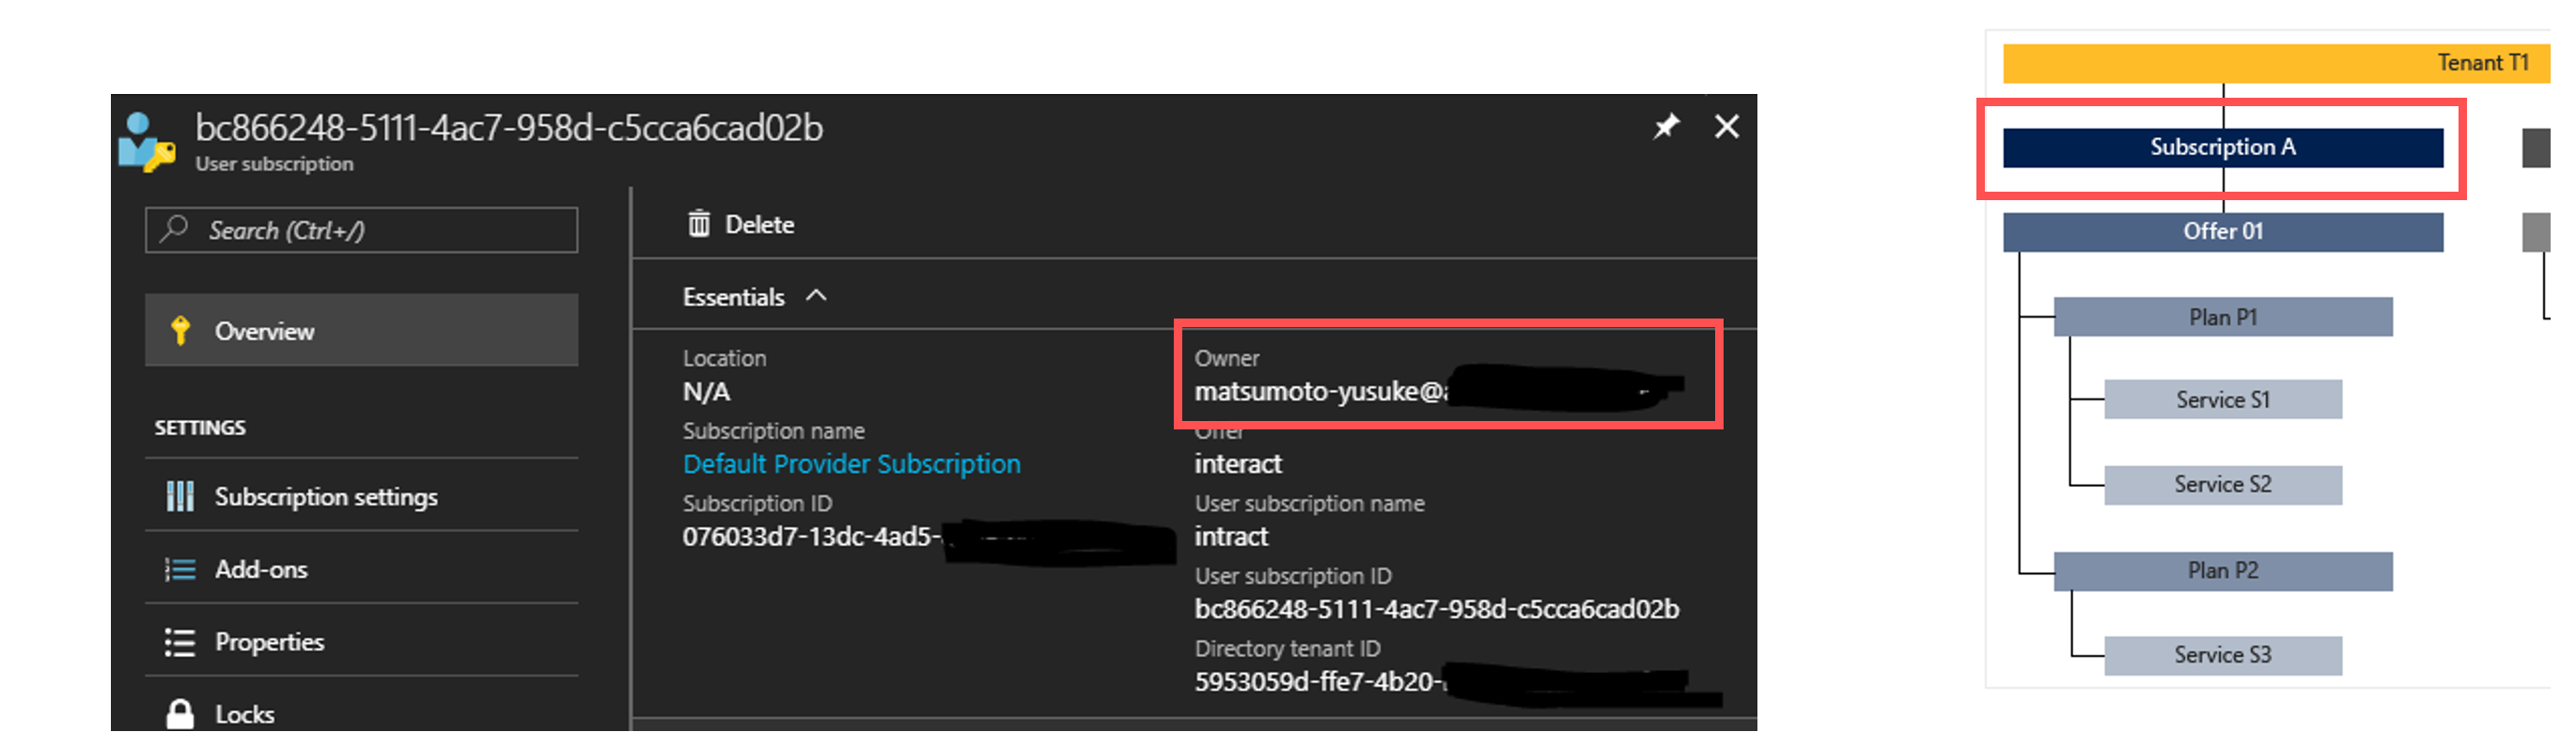 bc866248-5111-4ac7-958d-c5cca6cad02b
User subscription
Search (Ctrl+/)
Overview
SETTINGS
Subscription settings
Add-ons
Properties
Locks
Delete
Essentials
Location
N/A
Subscription name
Default Provider Subscription
Subscription ID
076033d7-13dc-4ad5-
Owner
matsumoto-yusuke@
Offer
interact
User subscription name
intract
User subscription ID
bc866248-5111-4ac7-958d-c5cca6cad02b
Directory tenant ID
5953059d-ffe7-4b20-
Tenant T1
Subscription A
Offer 01
Plan P1
Service S1
Service S2
Plan P2
Service S3